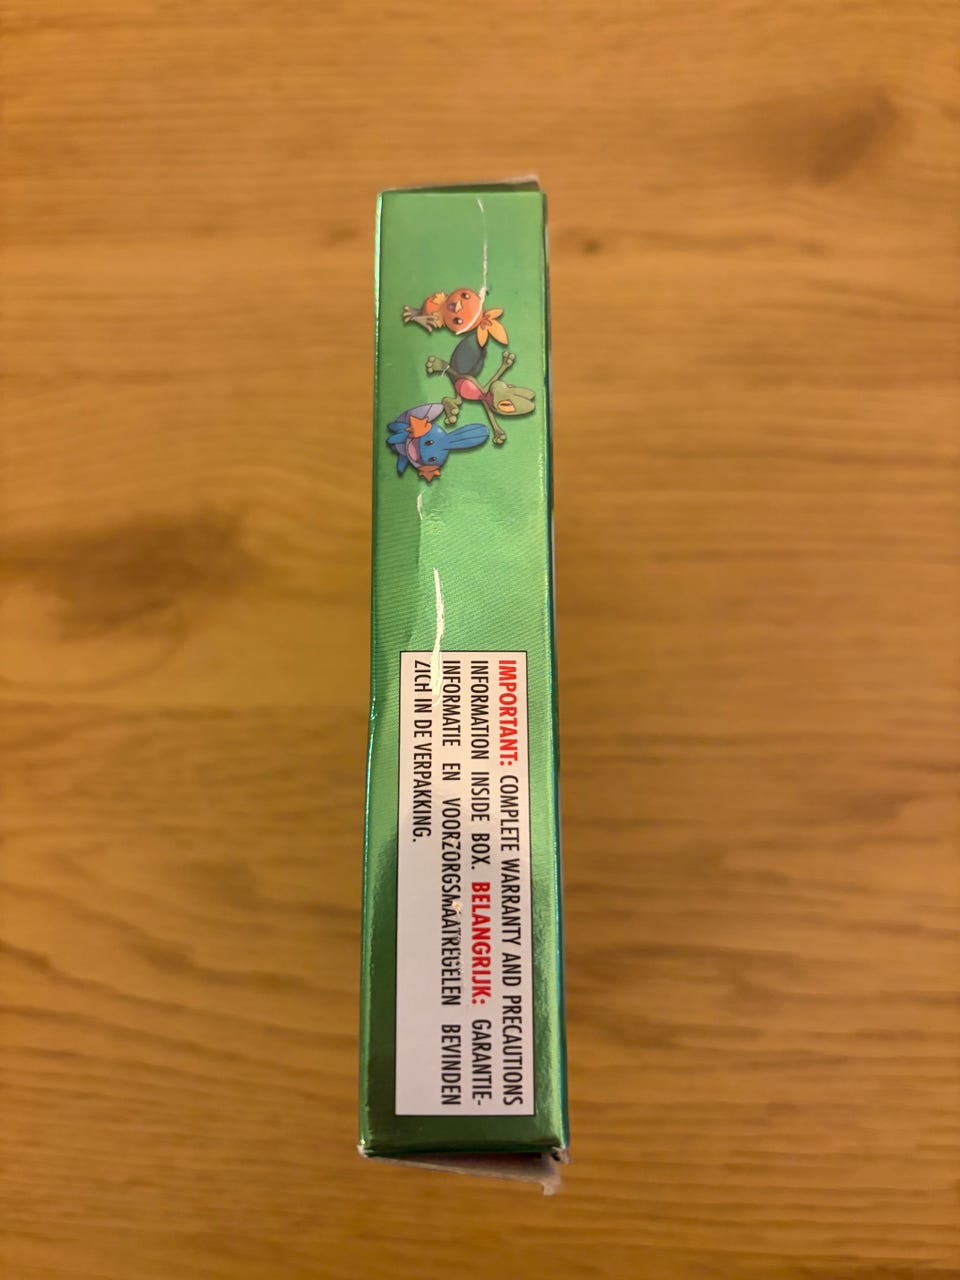 IMPORTANT: COMPLETE WARRANTY AND PRECAUTIONS
INFORMATION INSIDE BOX. BELANGRIJK: GARANTIE-
INFORMATIE EN VOORZORGSMAATREGELEN BEVINDEN
ZICH IN DE VERPAKKING.